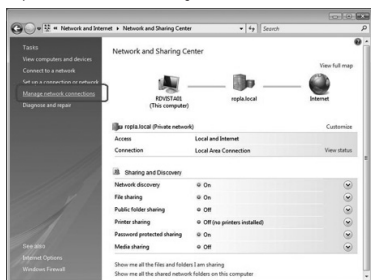 Network and Internet ▸ Network and Sharing Center
Search
Tasks
View computers and devices
Connect to a network
Set up a connection or network
Manage network connections
Diagnose and repair
See also
Internet Options
Windows Firewall
Network and Sharing Center
View full map
(This computer)
ropla.local
Internet
ropla.local (Private network)
Customize
Access Local and Internet
Connection Local Area Connection View status
Sharing and Discovery
Network discovery On
File sharing On
Public folder sharing Off
Printer sharing Off (no printers installed)
Password protected sharing On
Media sharing Off
Show me all the files and folders I am sharing
Show me all the shared network folders on this computer